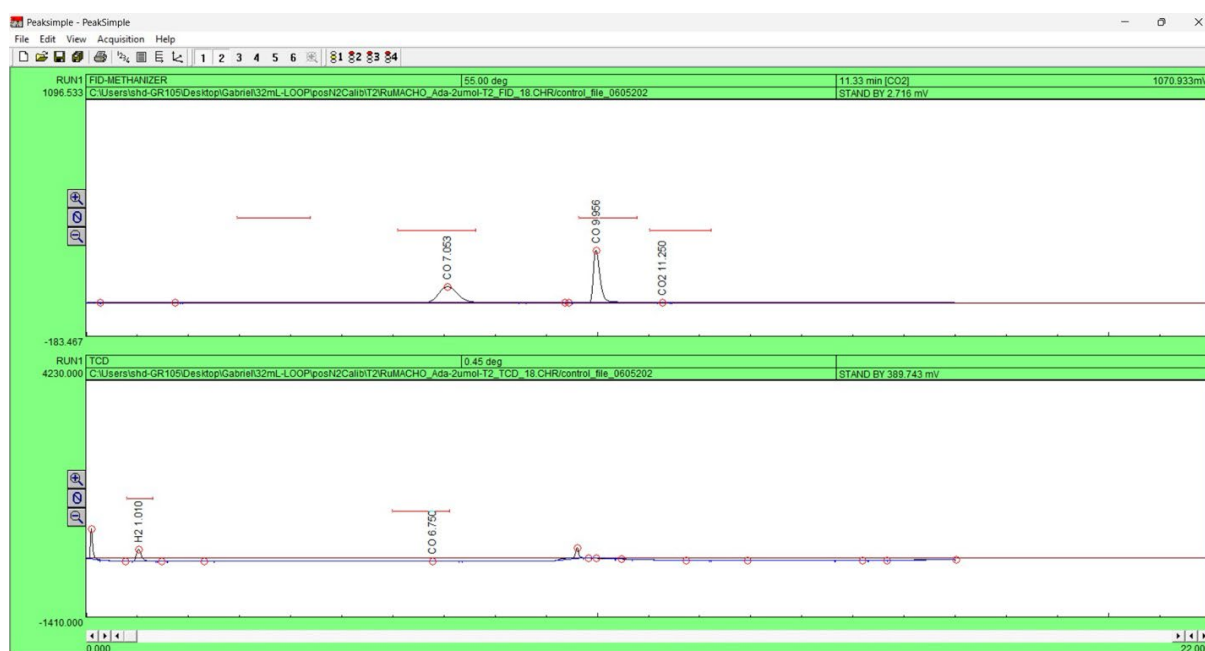 Peaksimple - PeakSimple
File Edit View Acquisition Help
1 2 3 4 5 6 1 2 3 4
RUN1 FID-METHANIZER 55.00 deg 11.33 min [CO2] 1070.933mV
1096.533 C:\Users\shd-GR105\Desktop\Gabriel\32mL-LOOP\posN2Calib\T2\RuMACHO_Ada-2umol-T2_FID_18.CHR/control_file_0605202 STAND BY 2.716 mV
CO 7.053
CO 9.956
CO2 11.250
-183.467
RUN1 TCD 0.45 deg
4230.000 C:\Users\shd-GR105\Desktop\Gabriel\32mL-LOOP\posN2Calib\T2\RuMACHO_Ada-2umol-T2_TCD_18.CHR/control_file_0605202 STAND BY 389.743 mV
H2 1.010
CO 6.750
-1410.000
0.000 22.00